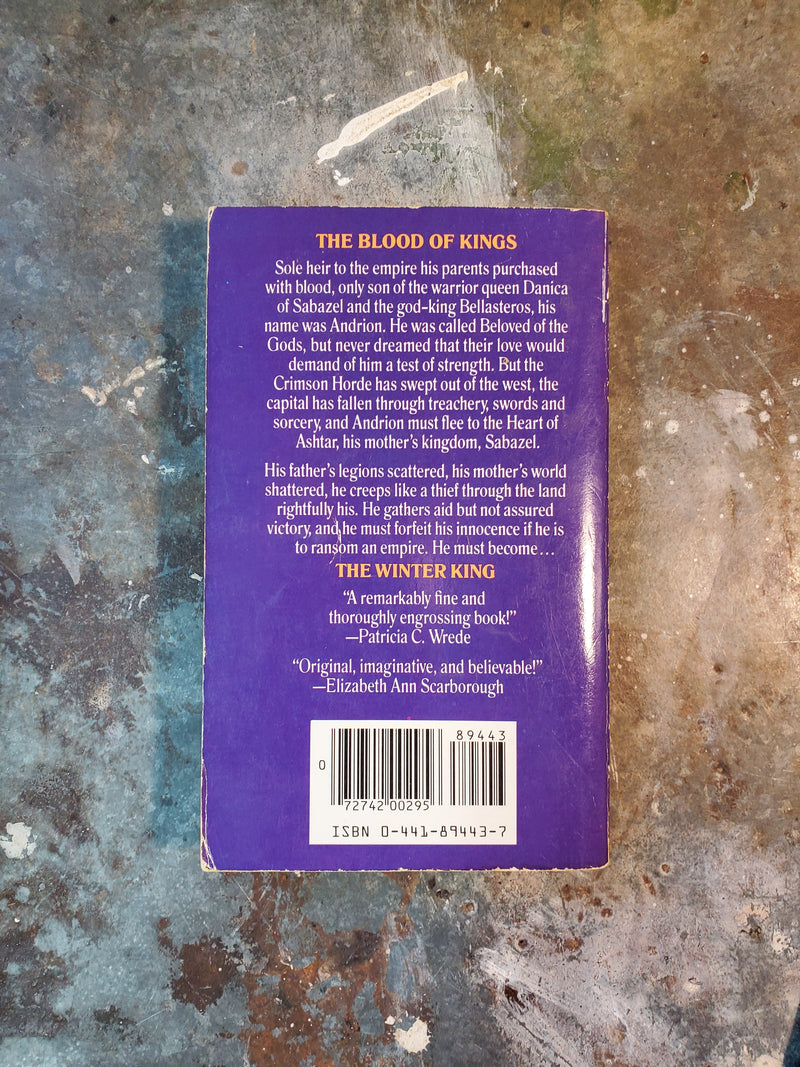 THE BLOOD OF KINGS
Sole heir to the empire his parents purchased
with blood, only son of the warrior queen Danica
of Sabazel and the god-king Bellasteros, his
name was Andrion. He was called Beloved of the
Gods, but never dreamed that their love would
demand of him a test of strength. But the
Crimson Horde has swept out of the west, the
capital has fallen through treachery, swords and
sorcery, and Andrion must flee to the Heart of
Ashtar, his mother's kingdom, Sabazel.
His father's legions scattered, his mother's world
shattered, he creeps like a thief through the land
rightfully his. He gathers aid but not assured
victory, and he must forfeit his innocence if he is
to ransom an empire. He must become...
THE WINTER KING
"A remarkably fine and
thoroughly engrossing book!"
—Patricia C. Wrede
"Original, imaginative, and believable!"
—Elizabeth Ann Scarborough
89443
0
72742 00295
ISBN 0-441-89443-7